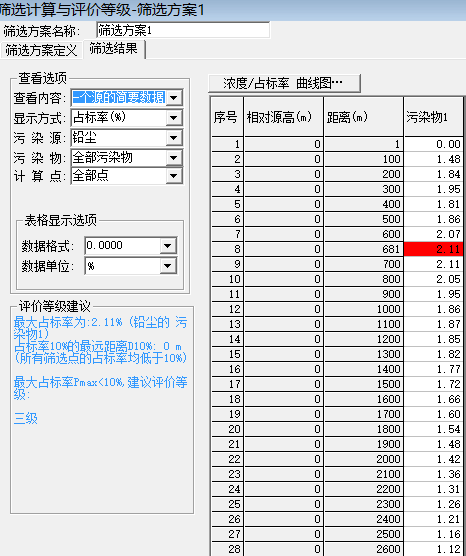 筛选计算与评价等级-筛选方案1
筛选方案名称: 筛选方案1
筛选方案定义 筛选结果
查看选项
查看内容: 一个源的简要数据
显示方式: 占标率(%)
污 染 源: 铅尘
污 染 物: 全部污染物
计 算 点: 全部点
表格显示选项
数据格式: 0.0000
数据单位: %
评价等级建议
最大占标率为:2.11% (铅尘的 污
染物1)
占标率10%的最远距离D10%: 0 m
(所有筛选点的占标率均低于10%)
最大占标率Pmax<10%,建议评价等
级:
三级
浓度/占标率 曲线图…
序号 相对源高(m) 距离(m) 污染物1
1 0 1 0.00
2 0 100 1.48
3 0 200 1.84
4 0 300 1.95
5 0 400 1.81
6 0 500 1.86
7 0 600 2.07
8 0 681 2.11
9 0 700 2.11
10 0 800 2.05
11 0 900 1.95
12 0 1000 1.86
13 0 1100 1.87
14 0 1200 1.85
15 0 1300 1.82
16 0 1400 1.77
17 0 1500 1.72
18 0 1600 1.66
19 0 1700 1.60
20 0 1800 1.54
21 0 1900 1.48
22 0 2000 1.42
23 0 2100 1.36
24 0 2200 1.31
25 0 2300 1.26
26 0 2400 1.21
27 0 2500 1.16
28 0 2600 1.12